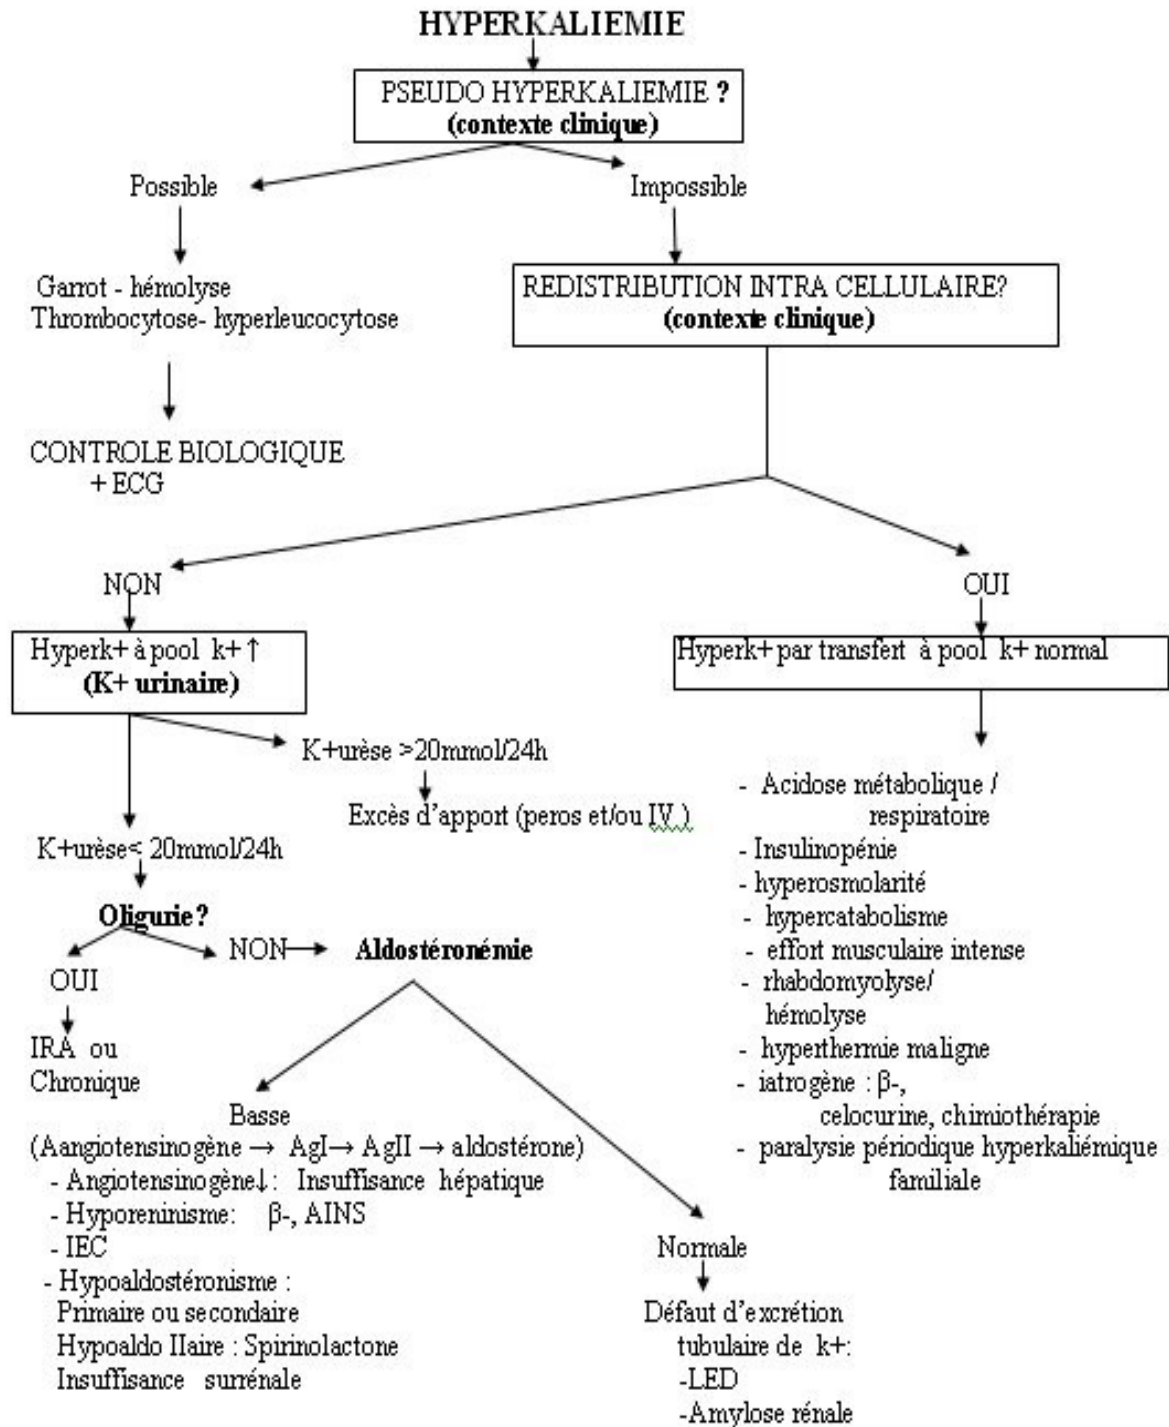 HYPERKALIEMIE
PSEUDO HYPERKALIEMIE ?
(contexte clinique)
Possible
Impossible
Garrot - hémolyse
Thrombocytose- hyperleucocytose
REDISTRIBUTION INTRA CELLULAIRE?
(contexte clinique)
CONTROLE BIOLOGIQUE
+ ECG
NON
OUI
Hyperk+ à pool k+ ↑
(K+ urinaire)
Hyperk+ par transfert à pool k+ normal
K+urèse >20mmol/24h
Excès d'apport (peros et/ou IV )
K+urèse< 20mmol/24h
Oligurie?
NON
Aldostéronémie
OUI
IRA ou
Chronique
- Acidose métabolique /
respiratoire
- Insulinopénie
- hyperosmolarité
- hypercatabolisme
- effort musculaire intense
- rhabdomyolyse/
hémolyse
- hyperthermie maligne
- iatrogène : β-,
celocurine, chimiothérapie
- paralysie périodique hyperkaliémique
familiale
Basse
(Aangiotensinogène → AgI→ AgII → aldostérone)
- Angiotensinogène↓: Insuffisance hépatique
- Hyporeninisme: β-, AINS
- IEC
- Hypoaldostéronisme :
Primaire ou secondaire
Hypoaldo IIaire : Spirinolactone
Insuffisance surrénale
Normale
Défaut d'excrétion
tubulaire de k+:
-LED
-Amylose rénale